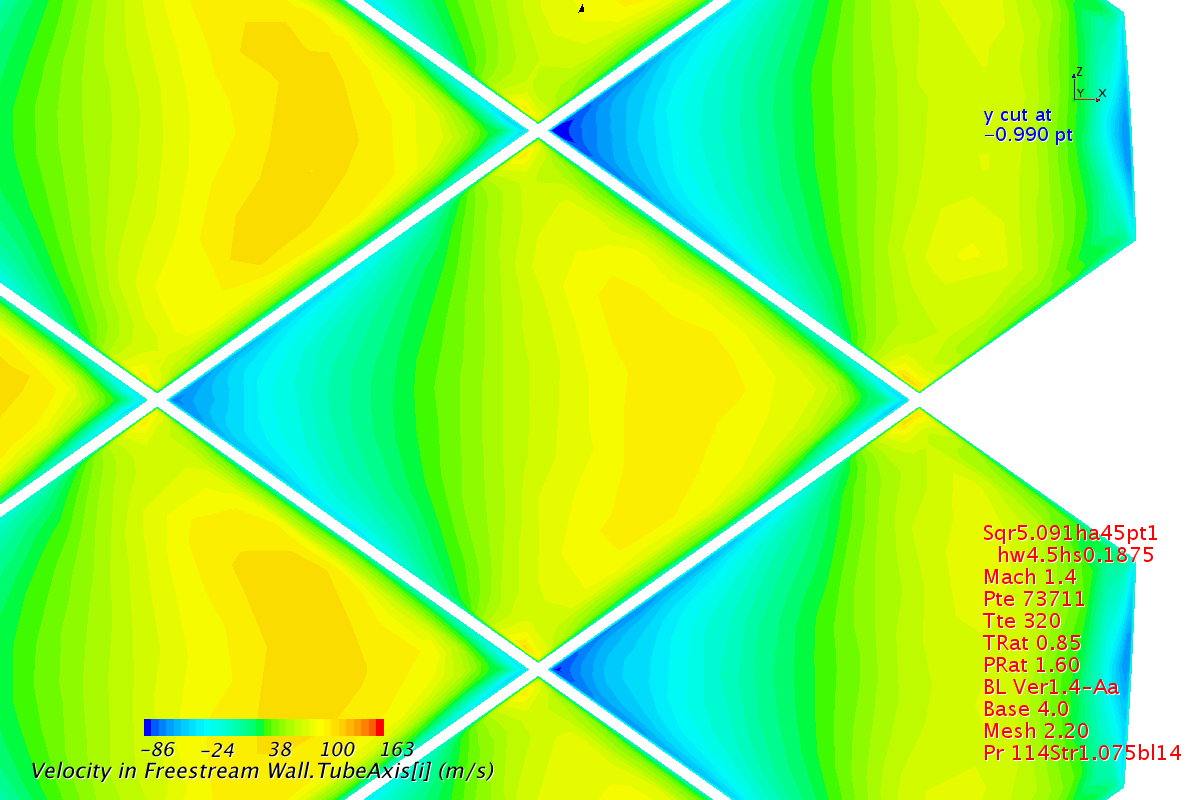 Z
Y X
y cut at
−0.990 pt
Sqr5.091ha45pt1
hw4.5hs0.1875
Mach 1.4
Pte 73711
Tte 320
TRat 0.85
PRat 1.60
BL Ver1.4−Aa
Base 4.0
Mesh 2.20
Pr 114Str1.075bl14
−86 −24 38 100 163
Velocity in Freestream Wall.TubeAxis[i] (m/s)